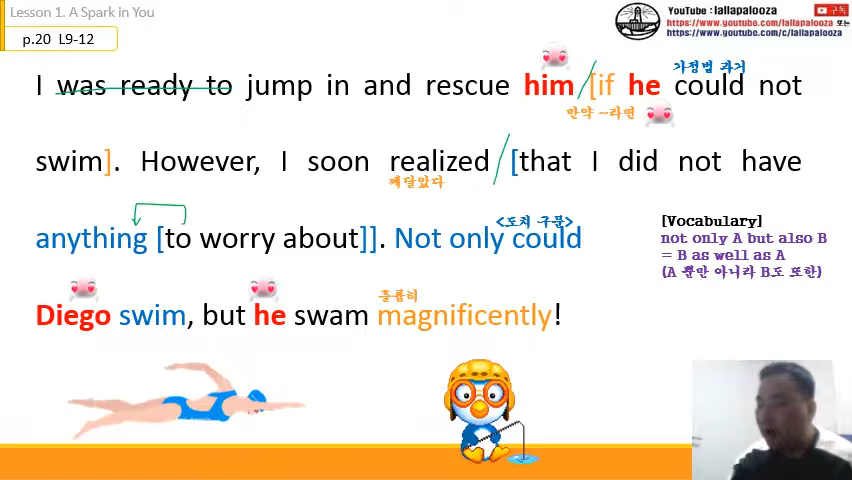 Lesson 1. A Spark in You
p.20 L9-12
YouTube : lallapalooza
구독
https://www.youtube.com/lallapalooza 또는
https://www.youtube.com/c/lallapalooza
가정법 과거
I was ready to jump in and rescue him [if he could not
만약 ~라면
swim]. However, I soon realized [that I did not have
깨달았다
<도치 구문>
anything [to worry about]]. Not only could
[Vocabulary]
not only A but also B
= B as well as A
(A 뿐만 아니라 B도 또한)
훌륭히
Diego swim, but he swam magnificently!